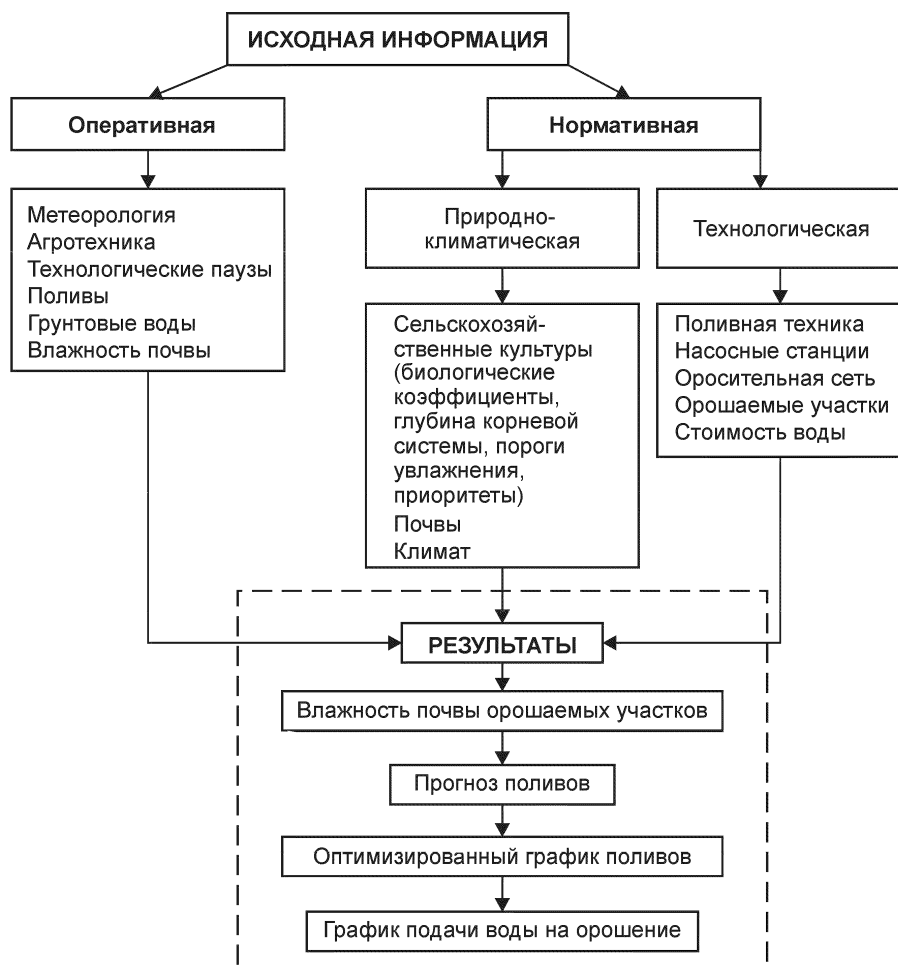 ИСХОДНАЯ ИНФОРМАЦИЯ
Оперативная
Нормативная
Метеорология
Агротехника
Технологические паузы
Поливы
Грунтовые воды
Влажность почвы
Природно-
климатическая
Технологическая
Сельскохозяй-
ственные культуры
(биологические
коэффициенты,
глубина корневой
системы, пороги
увлажнения,
приоритеты)
Почвы
Климат
Поливная техника
Насосные станции
Оросительная сеть
Орошаемые участки
Стоимость воды
РЕЗУЛЬТАТЫ
Влажность почвы орошаемых участков
Прогноз поливов
Оптимизированный график поливов
График подачи воды на орошение